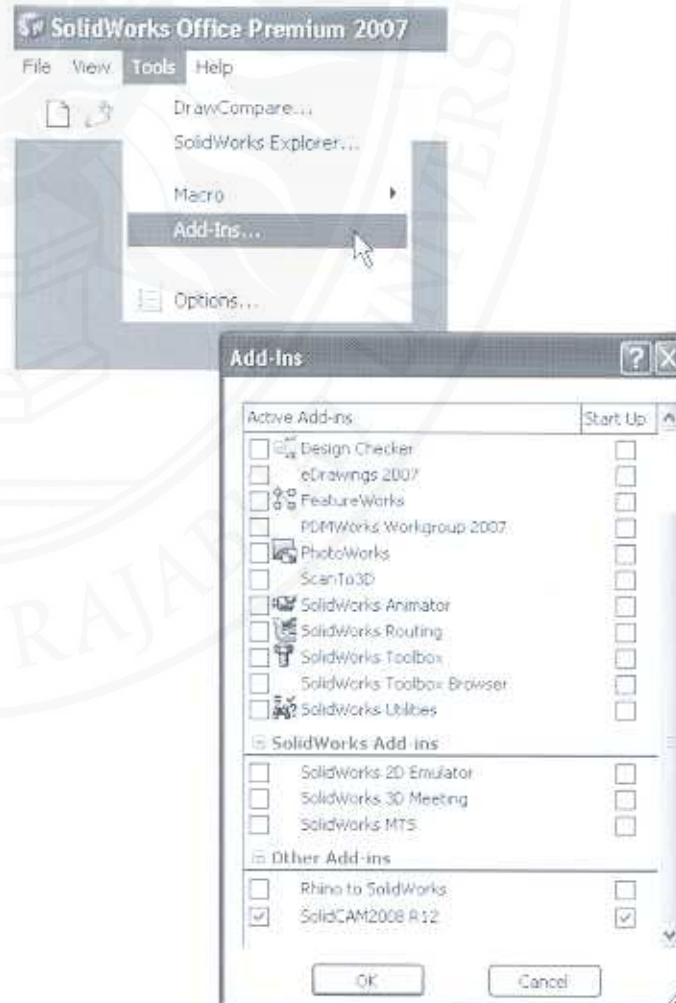 SolidWorks Office Premium 2007
File View Tools Help
DrawCompare...
SolidWorks Explorer...
Macro
Add-Ins...
Options...
Add-Ins
Active Add-ins Start Up
Design Checker
eDrawings 2007
FeatureWorks
PDMWorks Workgroup 2007
PhotoWorks
ScanTo3D
SolidWorks Animator
SolidWorks Routing
SolidWorks Toolbox
SolidWorks Toolbox Browser
SolidWorks Utilities
SolidWorks Add-ins
SolidWorks 2D Emulator
SolidWorks 3D Meeting
SolidWorks MTS
Other Add-ins
Rhino to SolidWorks
SolidCAM2008 R12
OK Cancel